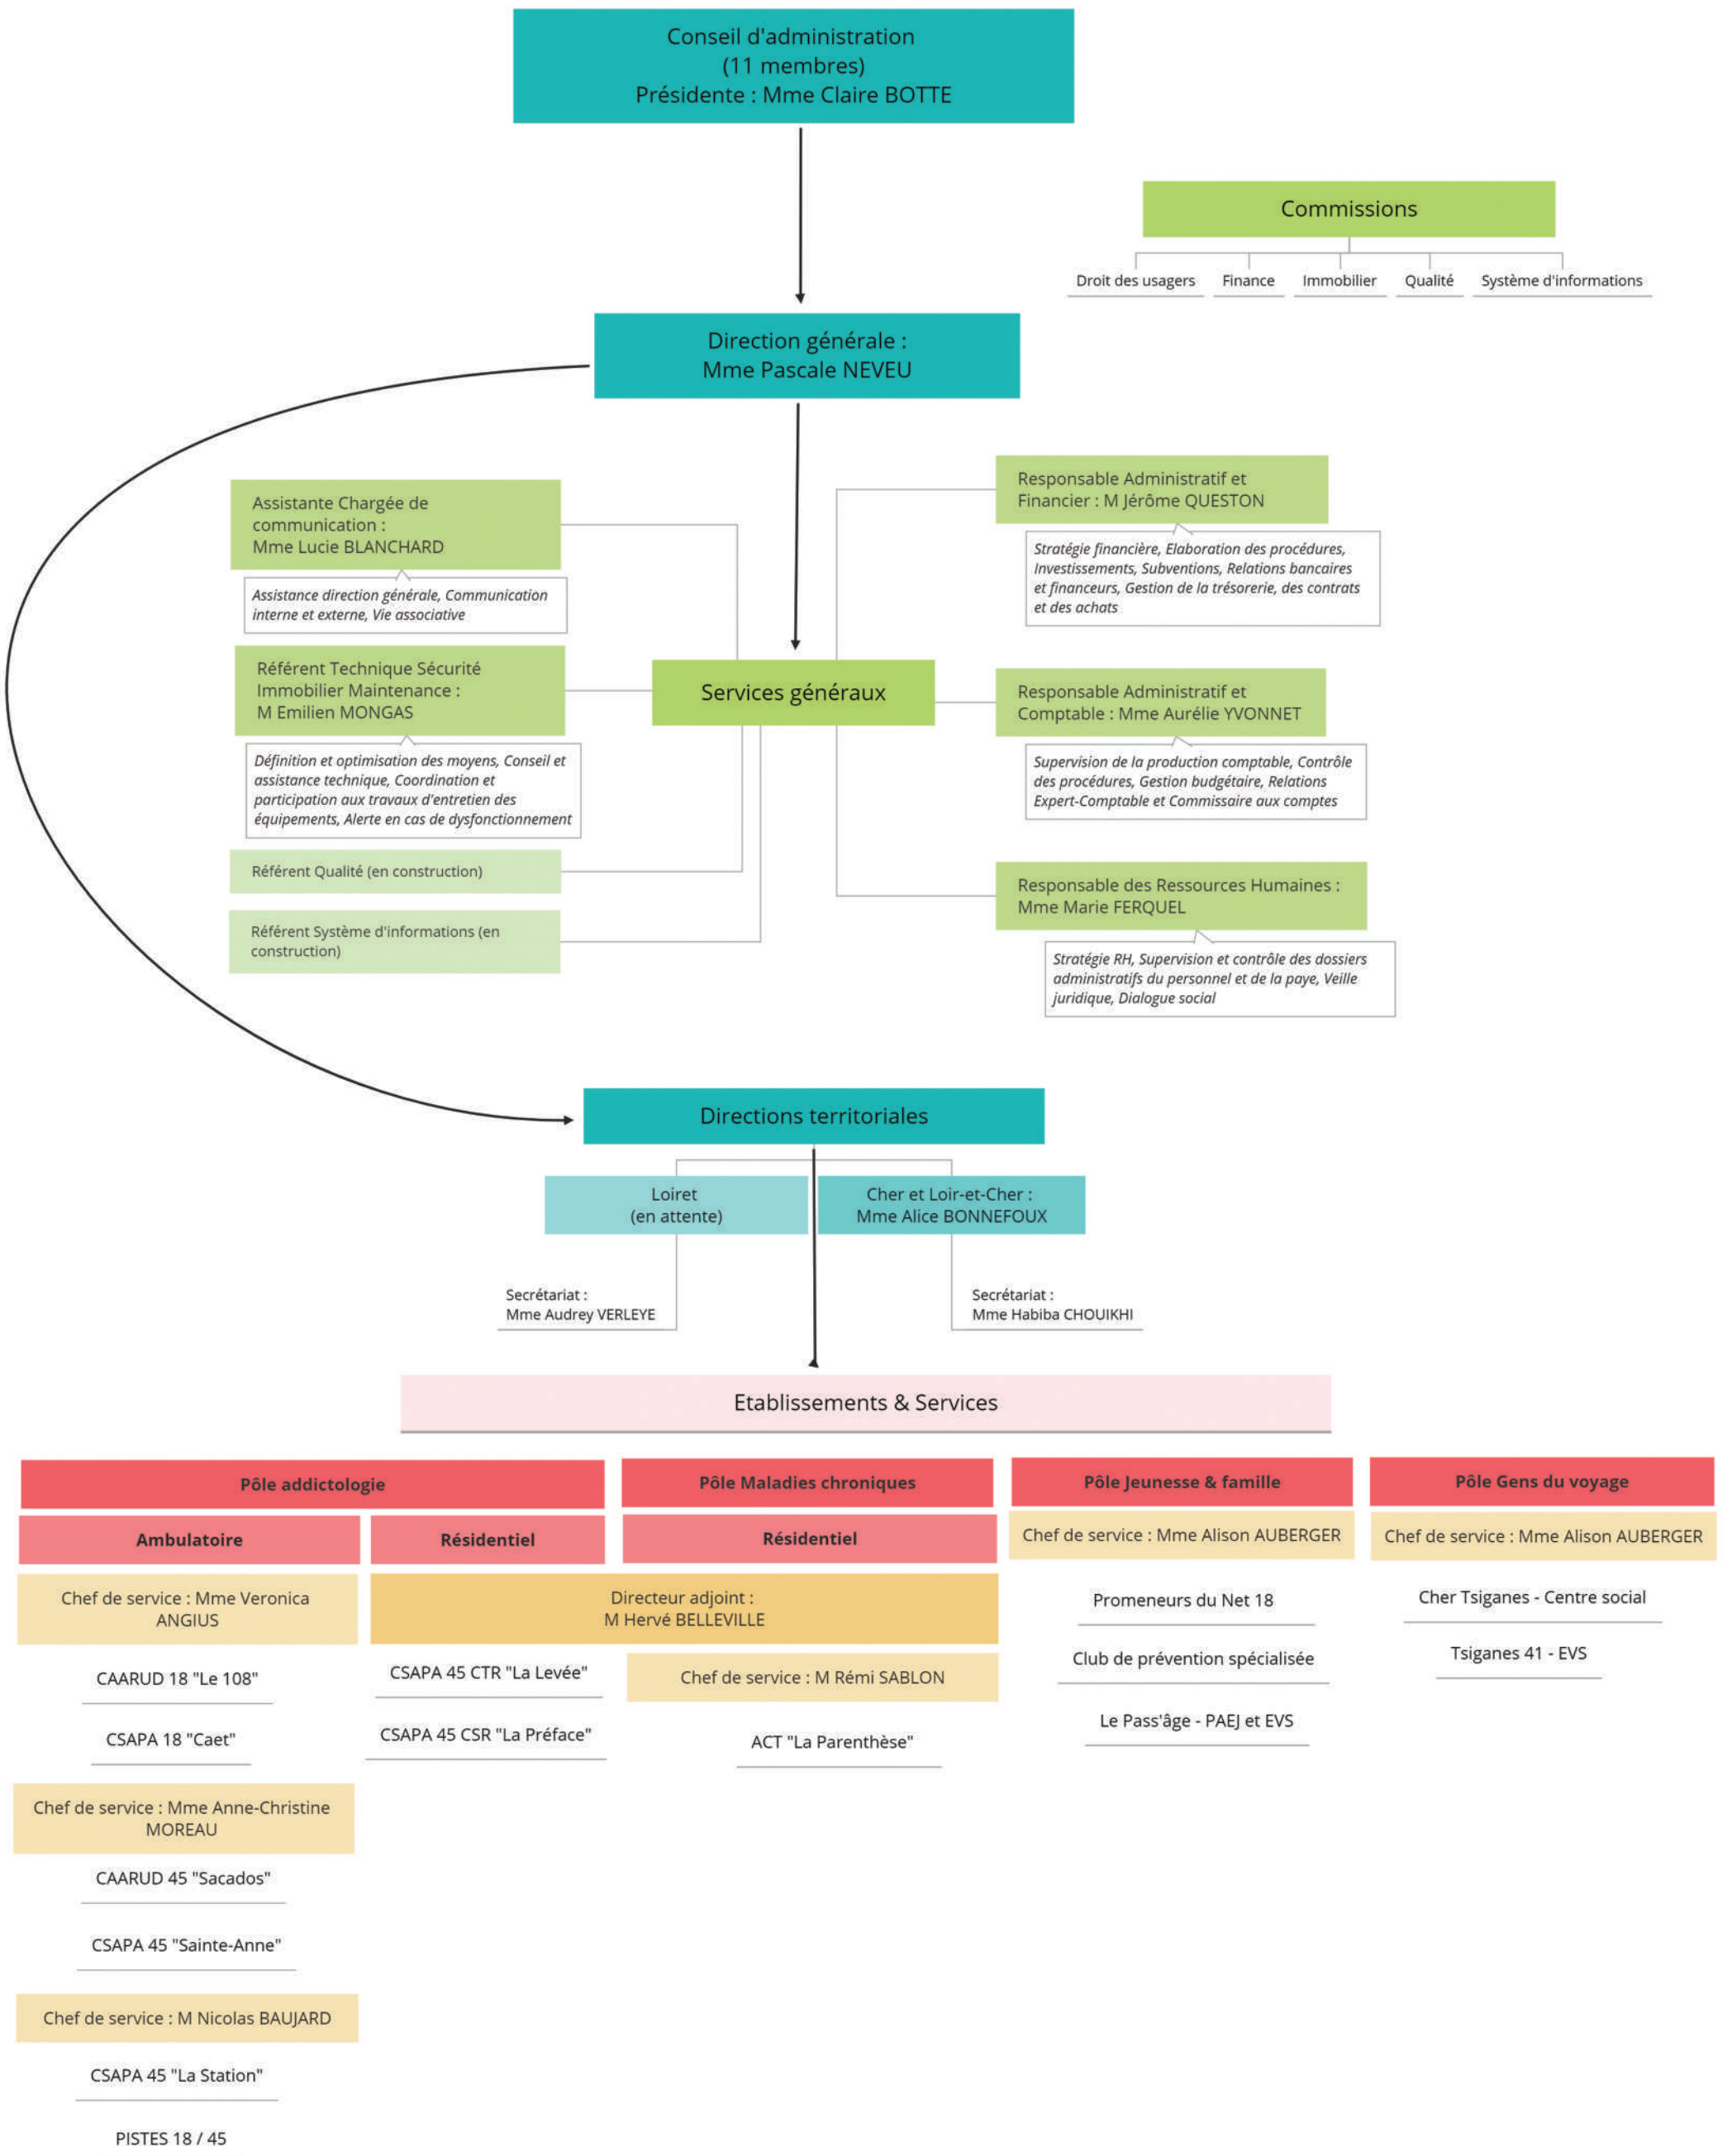 Conseil d'administration
(11 membres)
Présidente : Mme Claire BOTTE
Commissions
Droit des usagers
Finance
Immobilier
Qualité
Système d'informations
Direction générale :
Mme Pascale NEVEU
Assistante Chargée de
communication :
Mme Lucie BLANCHARD
Assistance direction générale, Communication
interne et externe, Vie associative
Référent Technique Sécurité
Immobilier Maintenance :
M Emilien MONGAS
Définition et optimisation des moyens, Conseil et
assistance technique, Coordination et
participation aux travaux d'entretien des
équipements, Alerte en cas de dysfonctionnement
Référent Qualité (en construction)
Référent Système d'informations (en
construction)
Services généraux
Responsable Administratif et
Financier : M Jérôme QUESTON
Stratégie financière, Elaboration des procédures,
Investissements, Subventions, Relations bancaires
et financeurs, Gestion de la trésorerie, des contrats
et des achats
Responsable Administratif et
Comptable : Mme Aurélie YVONNET
Supervision de la production comptable, Contrôle
des procédures, Gestion budgétaire, Relations
Expert-Comptable et Commissaire aux comptes
Responsable des Ressources Humaines :
Mme Marie FERQUEL
Stratégie RH, Supervision et contrôle des dossiers
administratifs du personnel et de la paye, Veille
juridique, Dialogue social
Directions territoriales
Loiret
(en attente)
Cher et Loir-et-Cher :
Mme Alice BONNEFOUX
Secrétariat :
Mme Audrey VERLEYE
Secrétariat :
Mme Habiba CHOUIKHI
Etablissements & Services
Pôle addictologie
Ambulatoire
Chef de service : Mme Veronica
ANGIUS
CAARUD 18 "Le 108"
CSAPA 18 "Caet"
Chef de service : Mme Anne-Christine
MOREAU
CAARUD 45 "Sacados"
CSAPA 45 "Sainte-Anne"
Chef de service : M Nicolas BAUJARD
CSAPA 45 "La Station"
PISTES 18 / 45
Résidentiel
Pôle Maladies chroniques
Résidentiel
Directeur adjoint :
M Hervé BELLEVILLE
CSAPA 45 CTR "La Levée"
CSAPA 45 CSR "La Préface"
Chef de service : M Rémi SABLON
ACT "La Parenthèse"
Pôle Jeunesse & famille
Chef de service : Mme Alison AUBERGER
Promeneurs du Net 18
Club de prévention spécialisée
Le Pass'âge - PAEJ et EVS
Pôle Gens du voyage
Chef de service : Mme Alison AUBERGER
Cher Tsiganes - Centre social
Tsiganes 41 - EVS